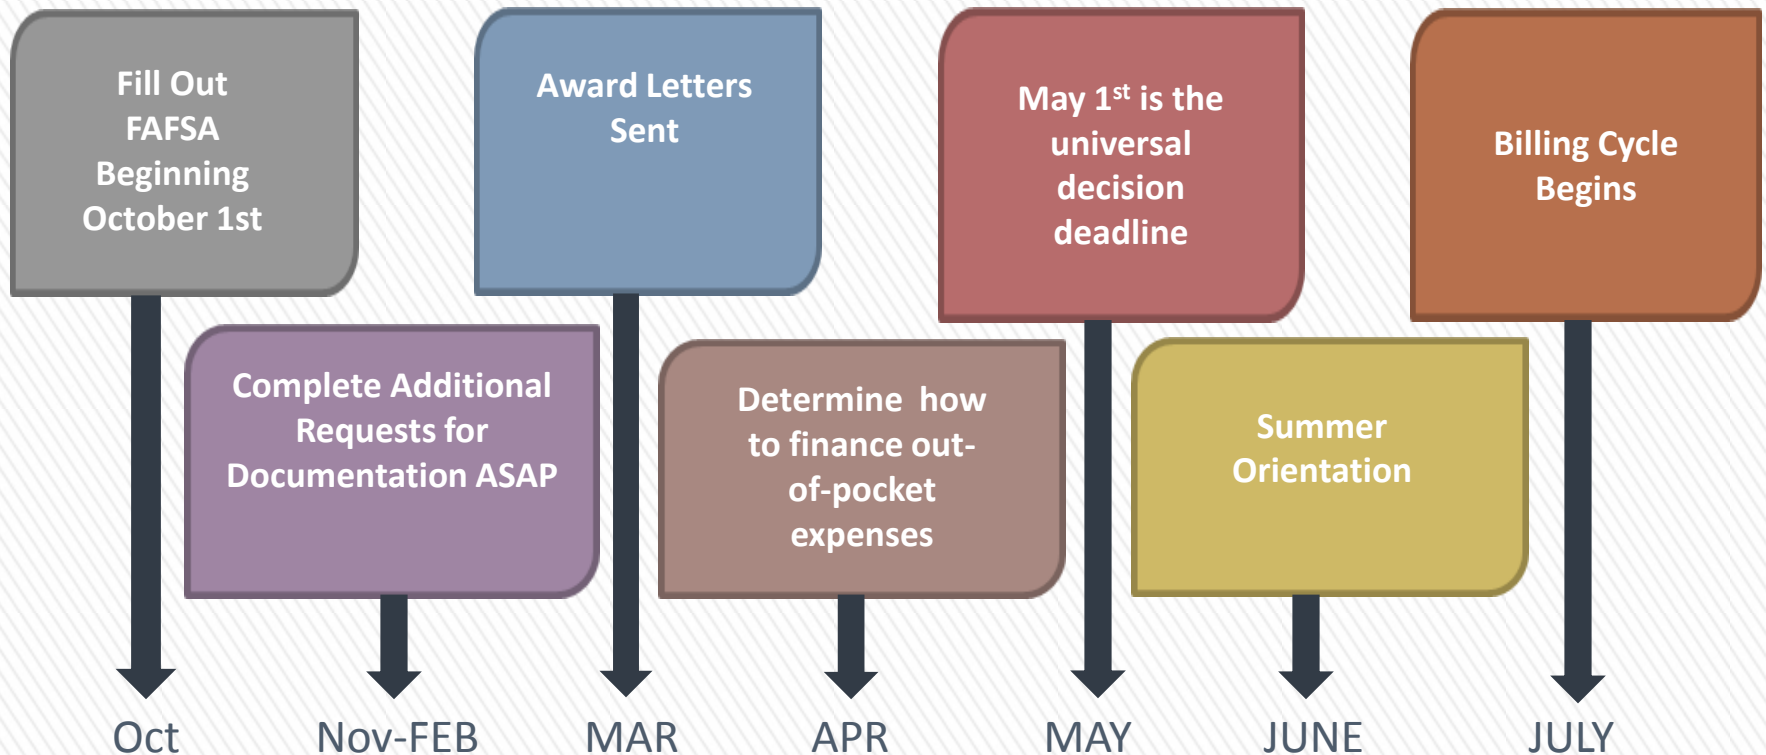 Fill Out
FAFSA
Beginning
October 1st
Complete Additional
Requests for
Documentation ASAP
Award Letters
Sent
Determine  how
to finance out-
of-pocket
expenses
May 1st is the
universal
decision
deadline
Summer
Orientation
Billing Cycle
Begins
Oct
Nov-FEB
MAR
APR
MAY
JUNE
JULY